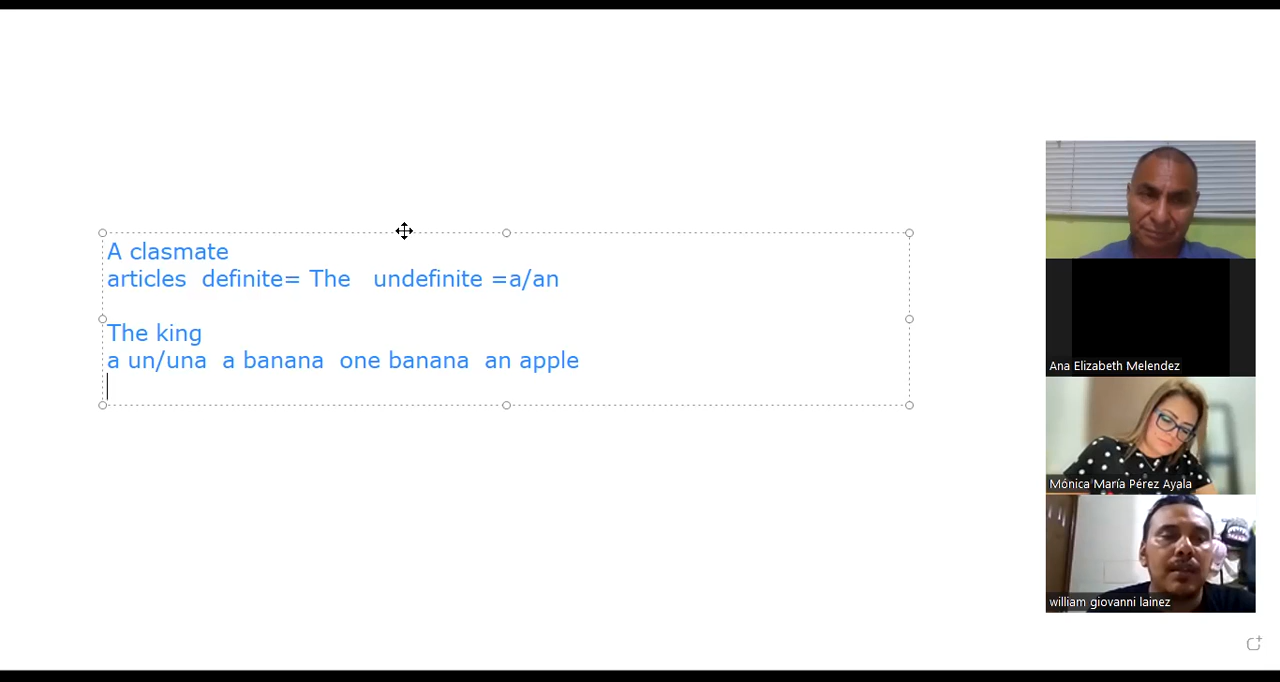 A clasmate
articles definite= The undefinite =a/an
The king
a un/una a banana one banana an apple
Ana Elizabeth Melendez
Mónica María Pérez Ayala
william giovanni lainez